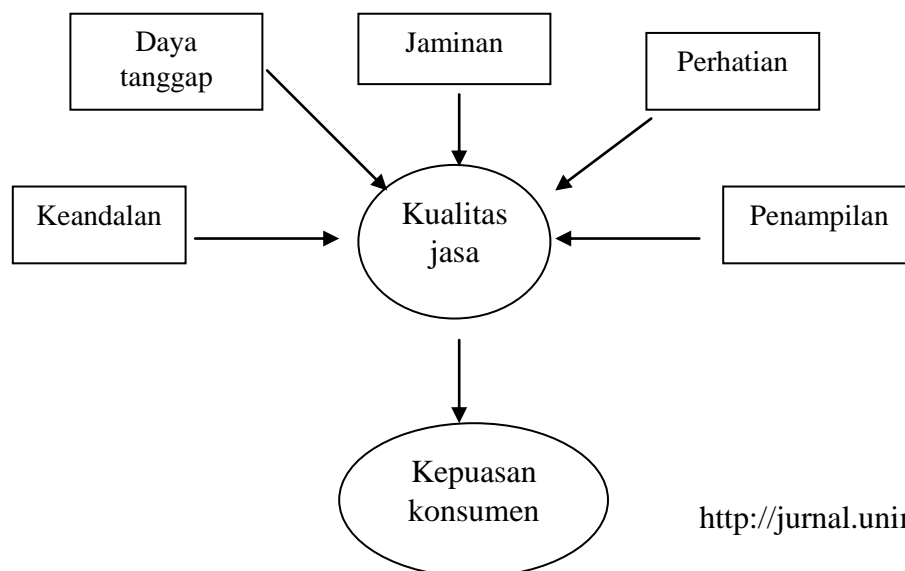 Daya
tanggap
Jaminan
Perhatian
Keandalan
Kualitas
jasa
Penampilan
Kepuasan
konsumen
http://jurnal.unin